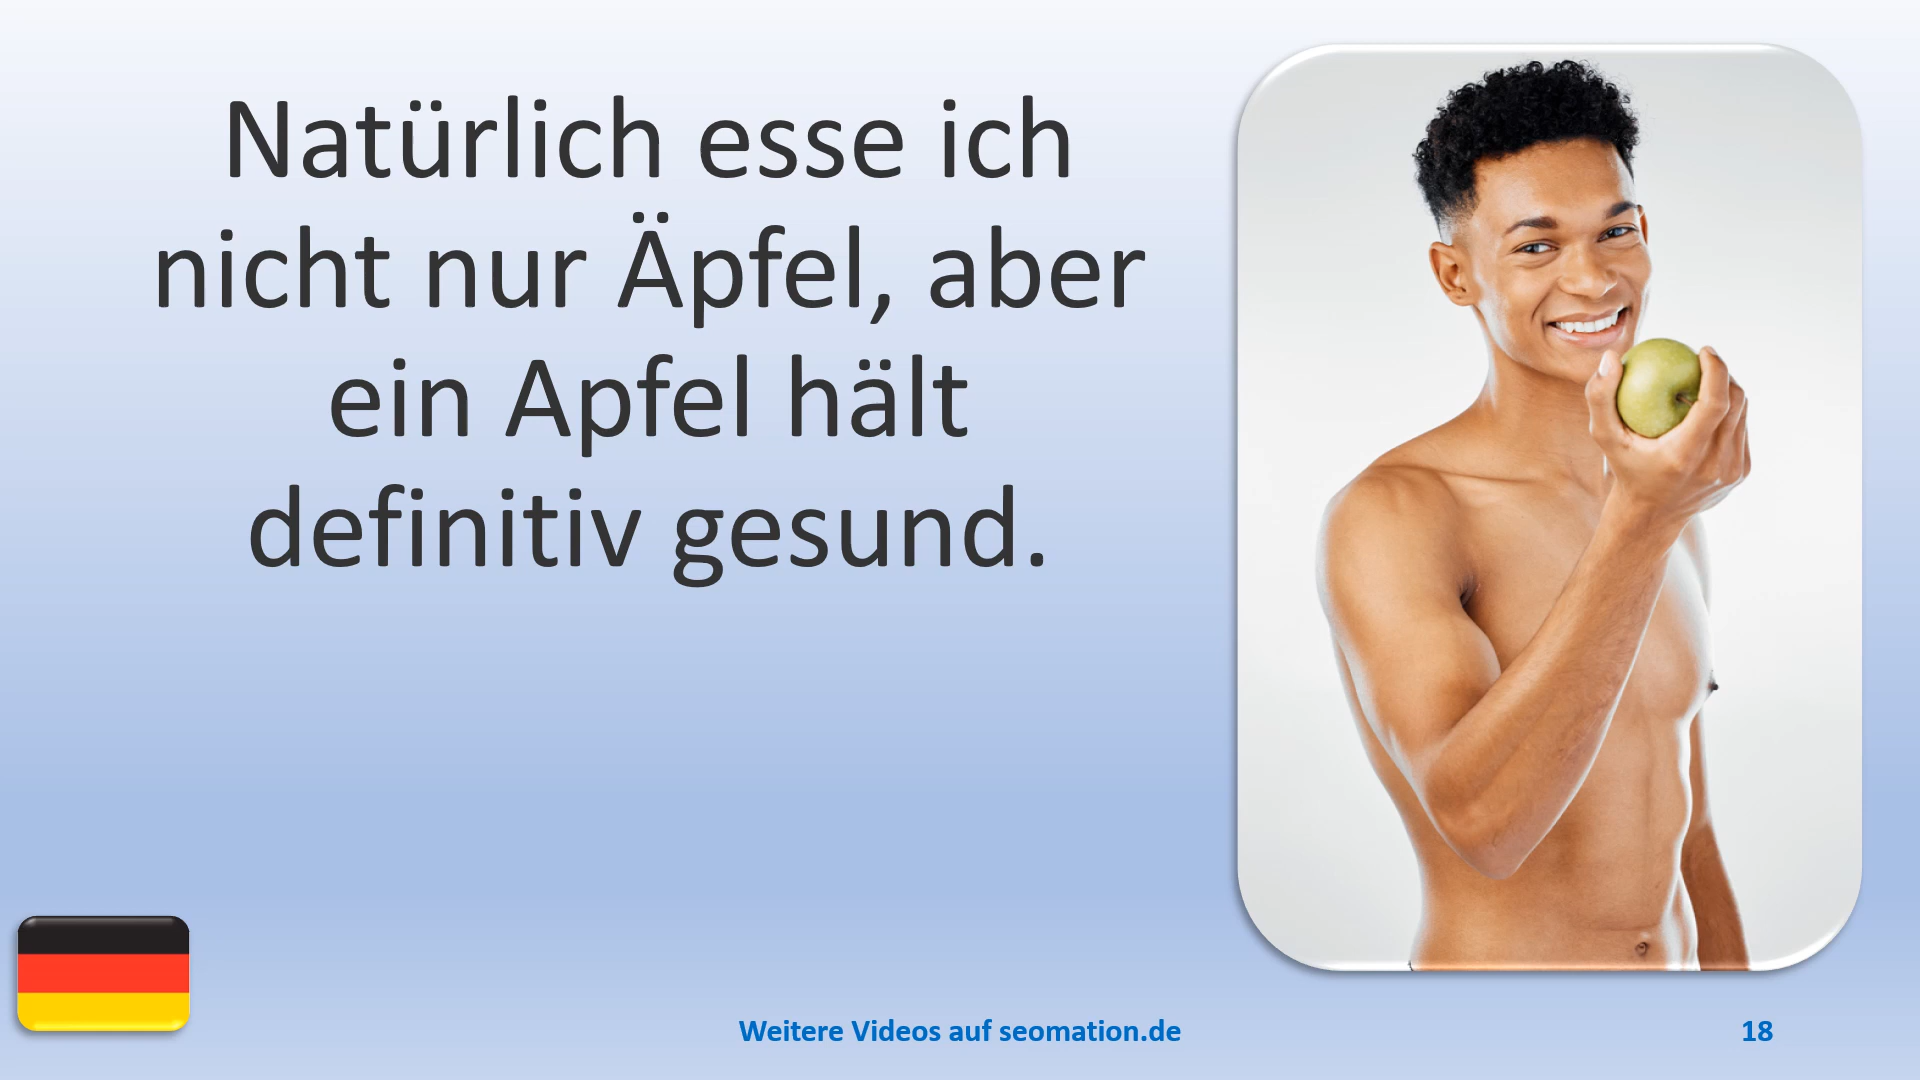 Natürlich esse ich
nicht nur Äpfel, aber
ein Apfel hält
definitiv gesund.
Weitere Videos auf seomation.de
18